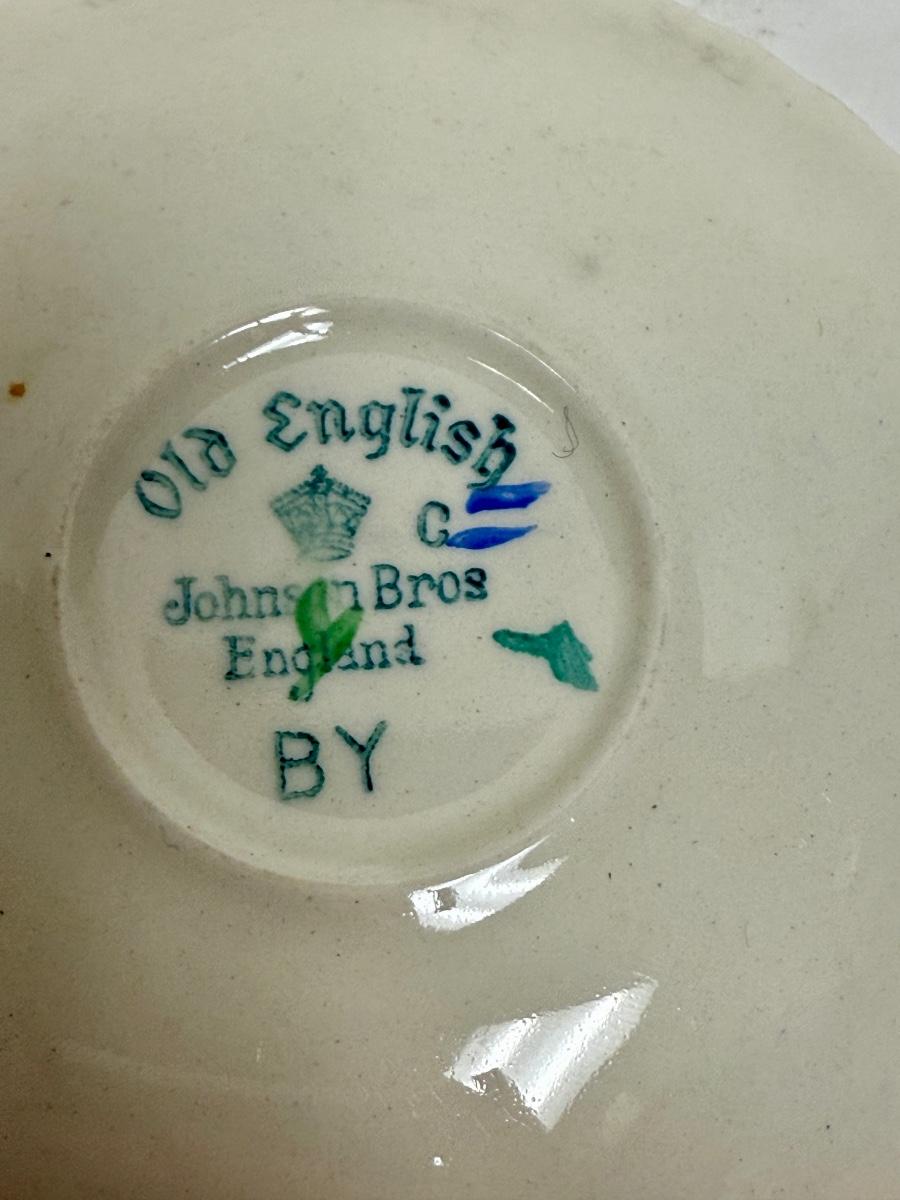 Old English
C
Johnson Bros
England
BY